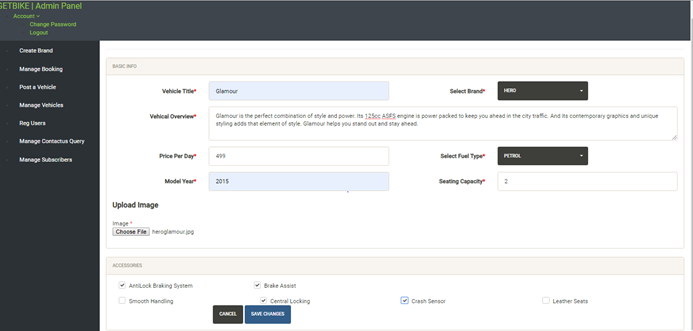 GETBIKE | Admin Panel
Account
Change Password
Logout
Create Brand
Manage Booking
Post a Vehicle
Manage Vehicles
Reg Users
Manage Contactus Query
Manage Subscribers
BASIC INFO
Vehicle Title* Glamour Select Brand* HERO
Vehical Overview* Glamour is the perfect combination of style and power. Its 125cc ASFS engine is power packed to keep you ahead in the city traffic. And its contemporary graphics and unique
styling adds that element of style. Glamour helps you stand out and stay ahead.
Price Per Day* 499 Select Fuel Type* PETROL
Model Year* 2015 Seating Capacity* 2
Upload Image
Image *
Choose File heroglamour.jpg
ACCESSORIES
AntiLock Braking System Brake Assist
Smooth Handling Central Locking Crash Sensor Leather Seats
CANCEL SAVE CHANGES